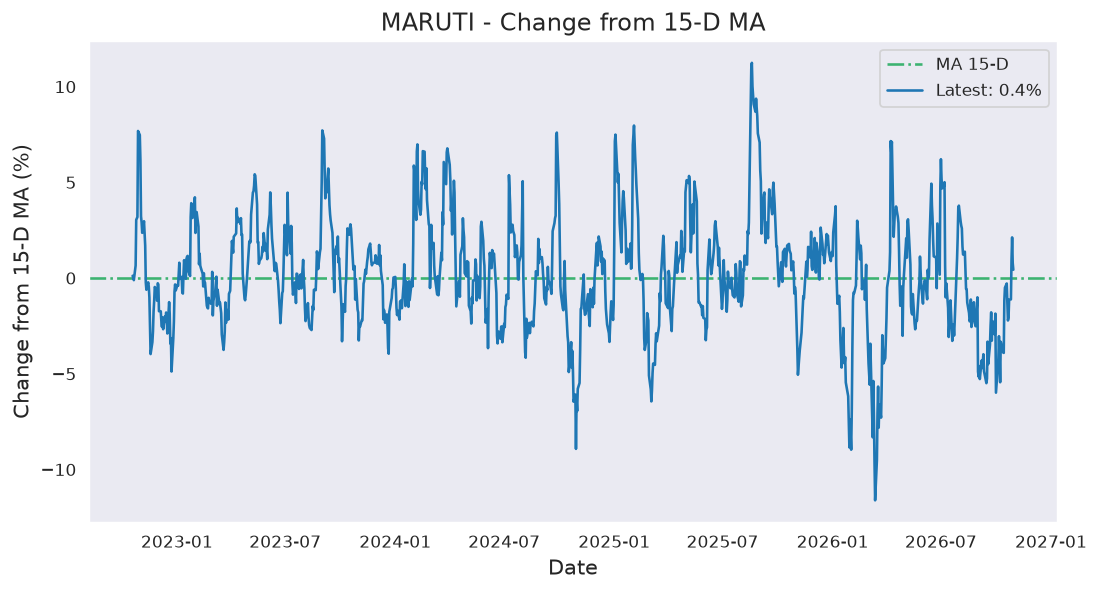 MARUTI - Change from 15-D MA
MA 15-D
Latest: 0.4%
Change from 15-D MA (%)
10
5
0
−5
−10
2023-01 2023-07 2024-01 2024-07 2025-01 2025-07 2026-01 2026-07 2027-01
Date